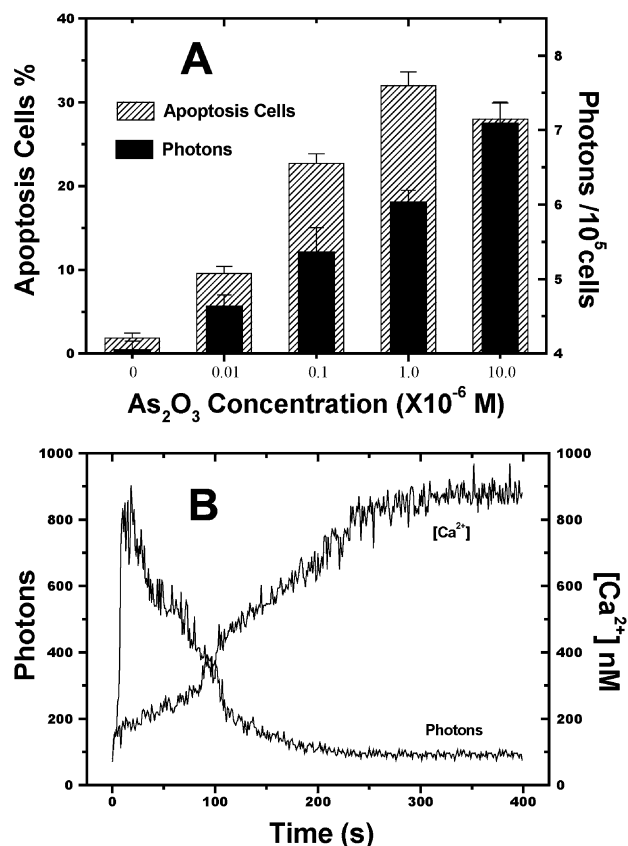 A
Apoptosis Cells %
40
30
20
10
0
Apoptosis Cells
Photons
Photons /10⁵cells
8
7
6
5
4
0 0.01 0.1 1.0 10.0
As₂O₃ Concentration (X10⁻⁶ M)
B
Photons
1000
800
600
400
200
0
[Ca²⁺]
Photons
[Ca²⁺] nM
1000
800
600
400
200
0
0 100 200 300 400
Time (s)